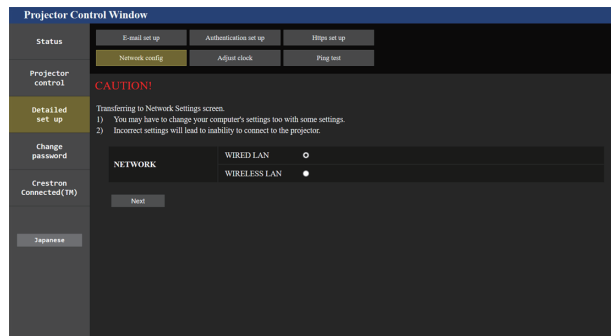 Projector Control Window
Status
Projector
control
Detailed
set up
Change
password
Crestron
Connected(TM)
Japanese
E-mail set up
Authentication set up
Https set up
Network config
Adjust clock
Ping test
CAUTION!
Transferring to Network Settings screen.
1) You may have to change your computer's settings too with some settings.
2) Incorrect settings will lead to inability to connect to the projector.
NETWORK
WIRED LAN
WIRELESS LAN
Next